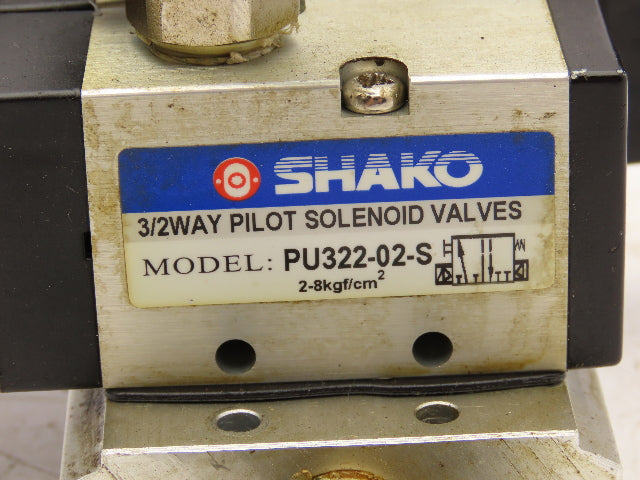 SHAKO
3/2WAY PILOT SOLENOID VALVES
MODEL: PU322-02-S
2-8kgf/cm²